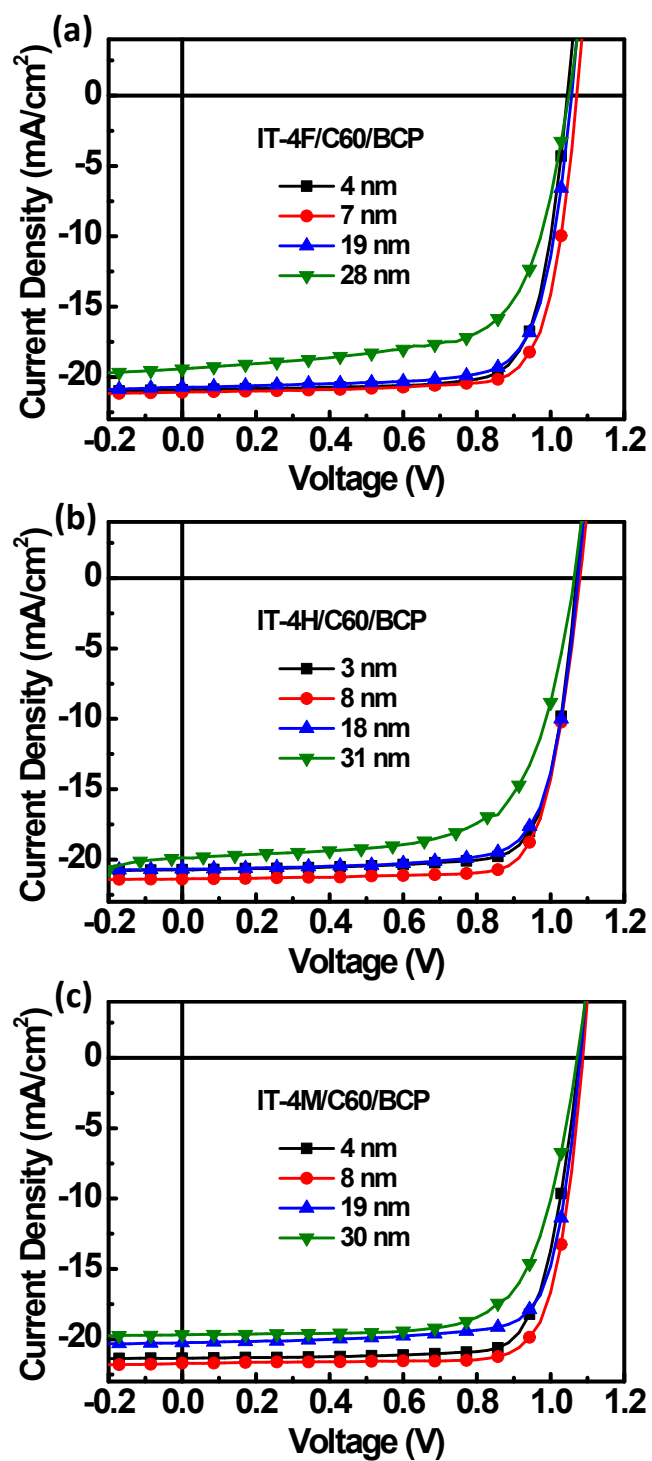 (a)
Current Density (mA/cm²)
0
-5
-10
-15
-20
IT-4F/C60/BCP
4 nm
7 nm
19 nm
28 nm
-0.2 0.0 0.2 0.4 0.6 0.8 1.0 1.2
Voltage (V)
(b)
Current Density (mA/cm²)
0
-5
-10
-15
-20
IT-4H/C60/BCP
3 nm
8 nm
18 nm
31 nm
-0.2 0.0 0.2 0.4 0.6 0.8 1.0 1.2
Voltage (V)
(c)
Current Density (mA/cm²)
0
-5
-10
-15
-20
IT-4M/C60/BCP
4 nm
8 nm
19 nm
30 nm
-0.2 0.0 0.2 0.4 0.6 0.8 1.0 1.2
Voltage (V)